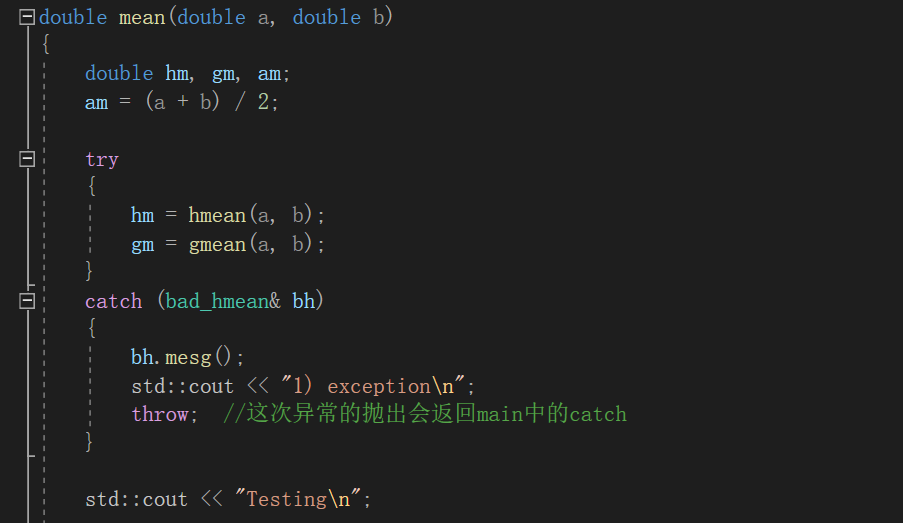 double mean(double a, double b)
{
double hm, gm, am;
am = (a + b) / 2;
try
{
hm = hmean(a, b);
gm = gmean(a, b);
}
catch (bad_hmean& bh)
{
bh.mesg();
std::cout << "1) exception\n";
throw;  //这次异常的抛出会返回main中的catch
}
std::cout << "Testing\n";